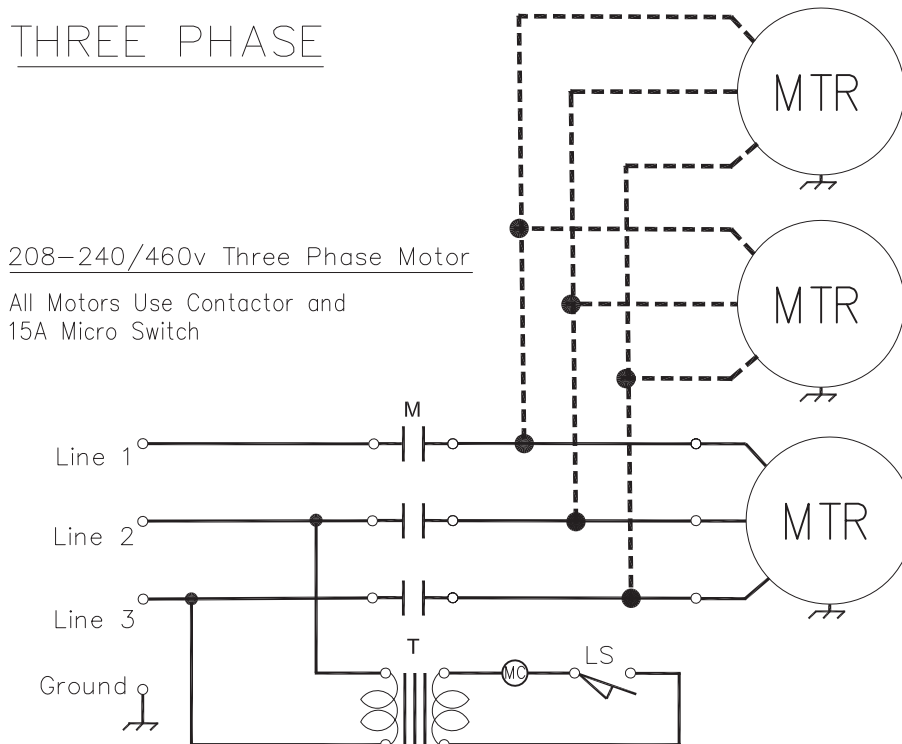 THREE PHASE
MTR
208-240/460v Three Phase Motor
All Motors Use Contactor and
15A Micro Switch
MTR
M
Line 1
Line 2
MTR
Line 3
T
LS
MC
Ground